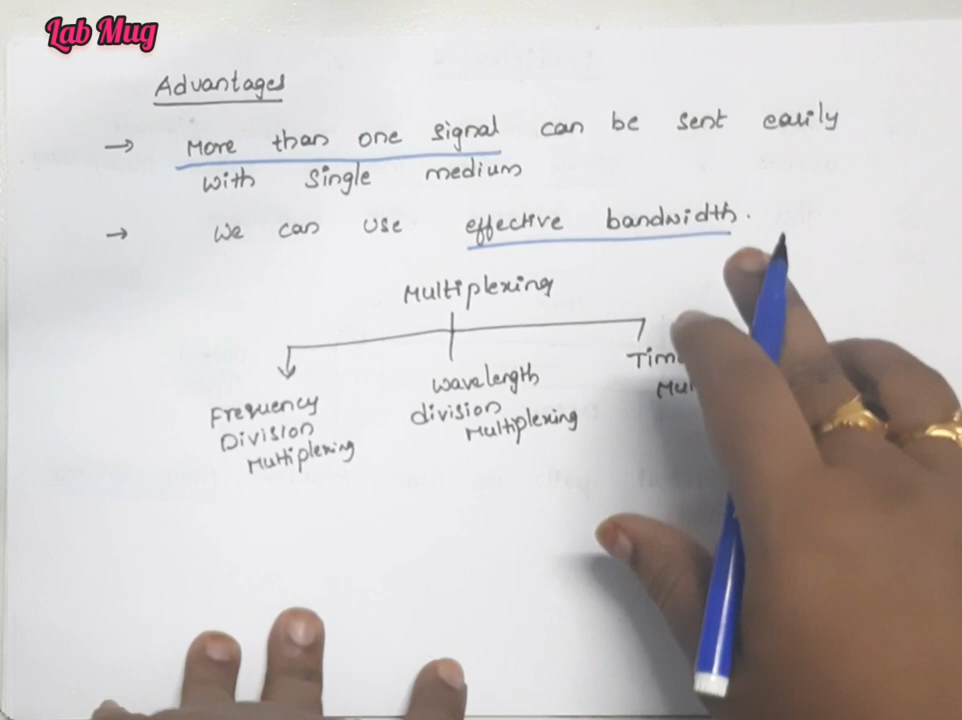 Lab Mug
Advantages
→ More than one signal can be sent easily
with single medium
→ We can use effective bandwidth.
Multiplexing
Frequency
Division
Multiplexing
Wavelength
division
Multiplexing